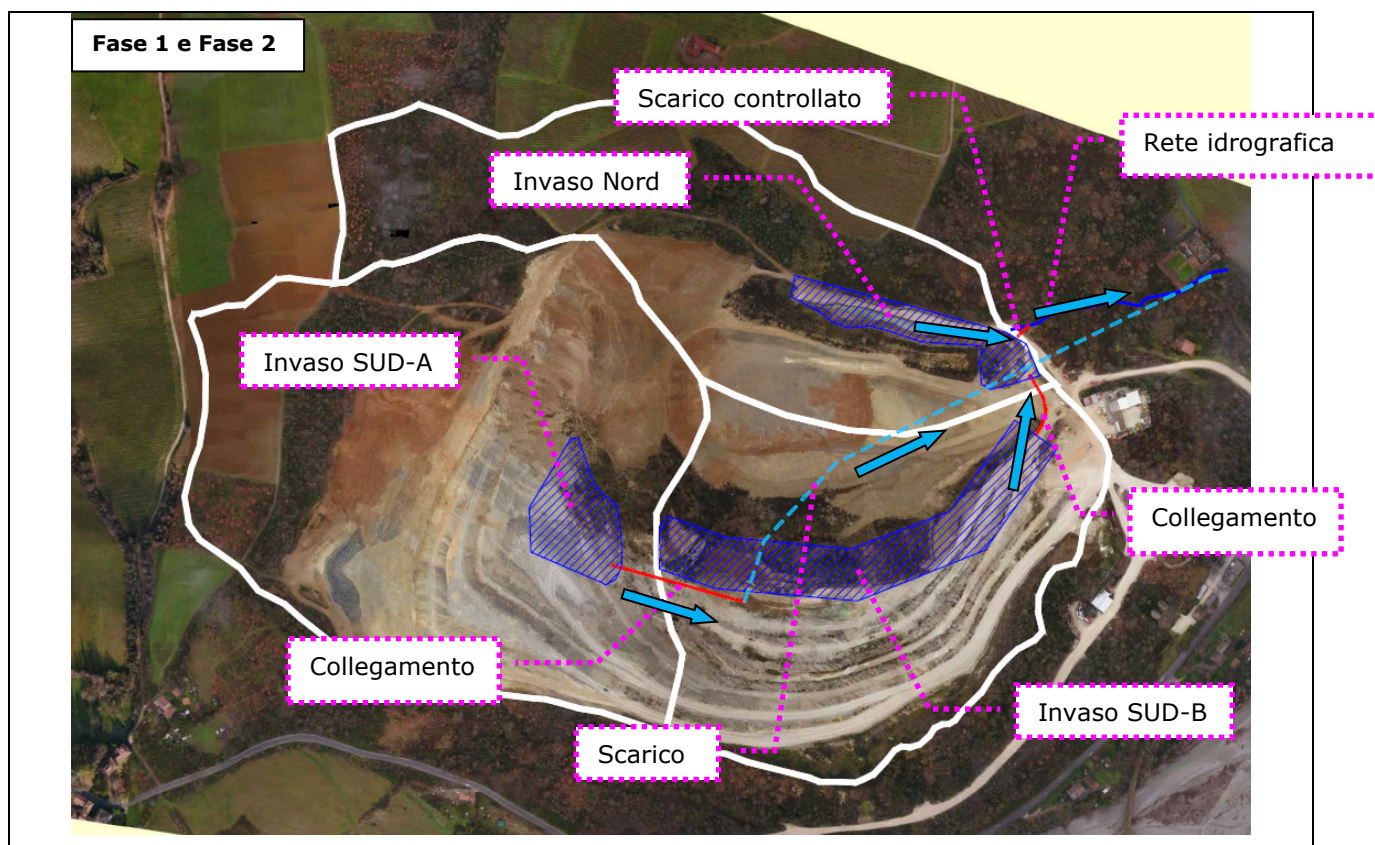 Fase 1 e Fase 2
Scarico controllato
Rete idrografica
Invaso Nord
Invaso SUD-A
Collegamento
Collegamento
Invaso SUD-B
Scarico